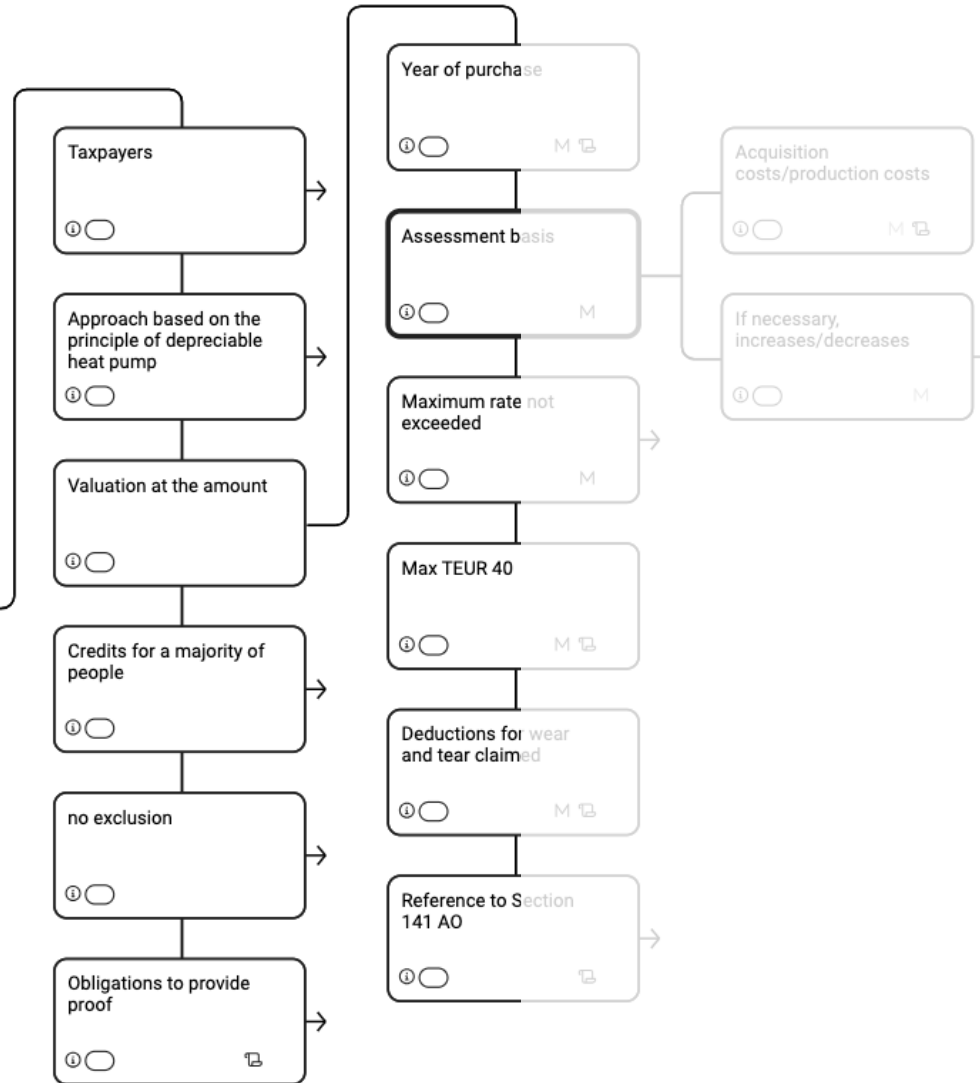 Taxpayers
Approach based on the
principle of depreciable
heat pump
Valuation at the amount
Credits for a majority of
people
no exclusion
Obligations to provide
proof
Year of purchase
M
Assessment basis
M
Maximum rate not
exceeded
M
Max TEUR 40
M
Deductions for wear
and tear claimed
M
Reference to Section
141 AO
Acquisition
costs/production costs
M
If necessary,
increases/decreases
M